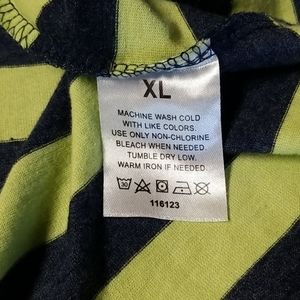 XL
MACHINE WASH COLD
WITH LIKE COLORS.
USE ONLY NON-CHLORINE
BLEACH WHEN NEEDED.
TUMBLE DRY LOW.
WARM IRON IF NEEDED.
30
116123